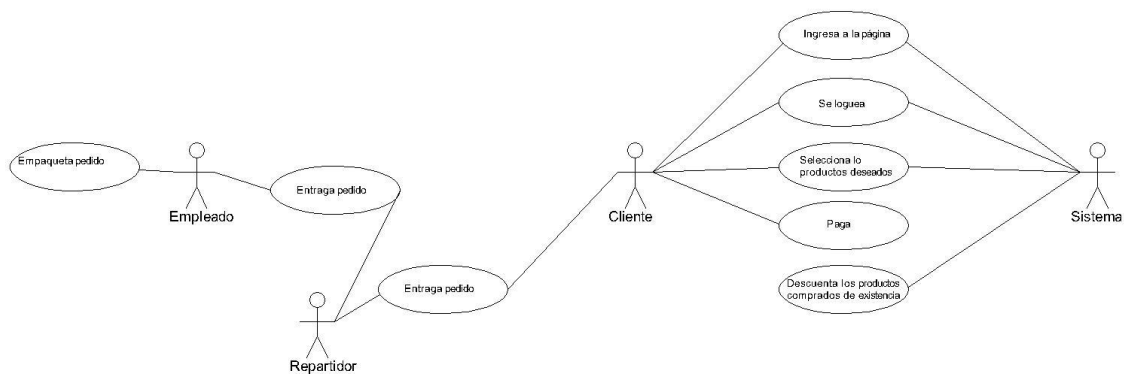 Ingresa a la página
Se loguea
Empaqueta pedido
Selecciona lo
productos deseados
Entraga pedido
Empleado
Cliente
Sistema
Paga
Entraga pedido
Descuenta los productos
comprados de existencia
Repartidor